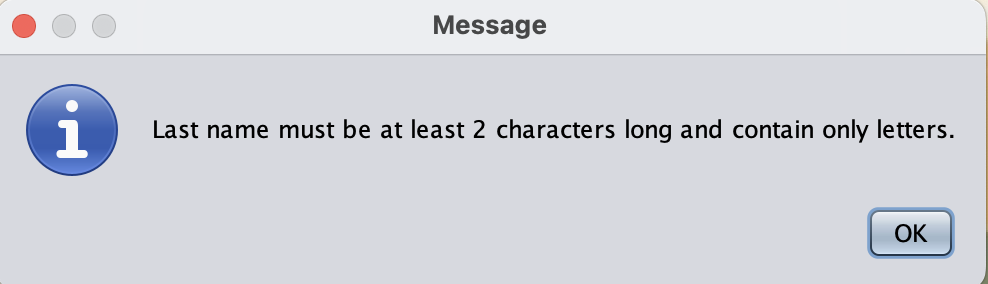 Message
Last name must be at least 2 characters long and contain only letters.
OK